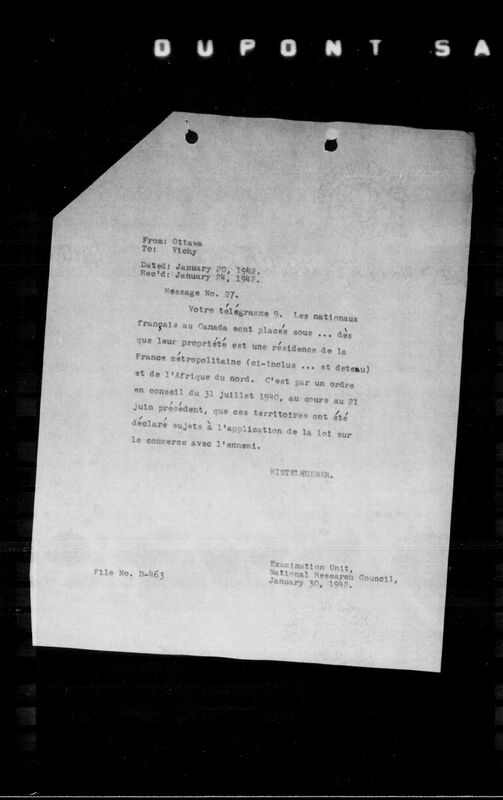 DUPONT SA
From: Ottawa
To: Vichy
Dated: January 20, 1942.
Rec'd: January 24, 1942.
Message No. 27.
Votre télégramme 9. Les nationaux
français au Canada sont placés sous ... dès
que leur propriété est une résidence de la
France métropolitaine (ci-inclus ... et deteau)
et de l'Afrique du nord. C'est par un ordre
en conseil du 31 juillet 1940, au cours au 21
juin précédent, que ces territoires ont été
déclaré sujets à l'application de la loi sur
le commerce avec l'ennemi.
RISTELHUEBER.
File No. D-463
Examination Unit,
National Research Council,
January 30, 1942.